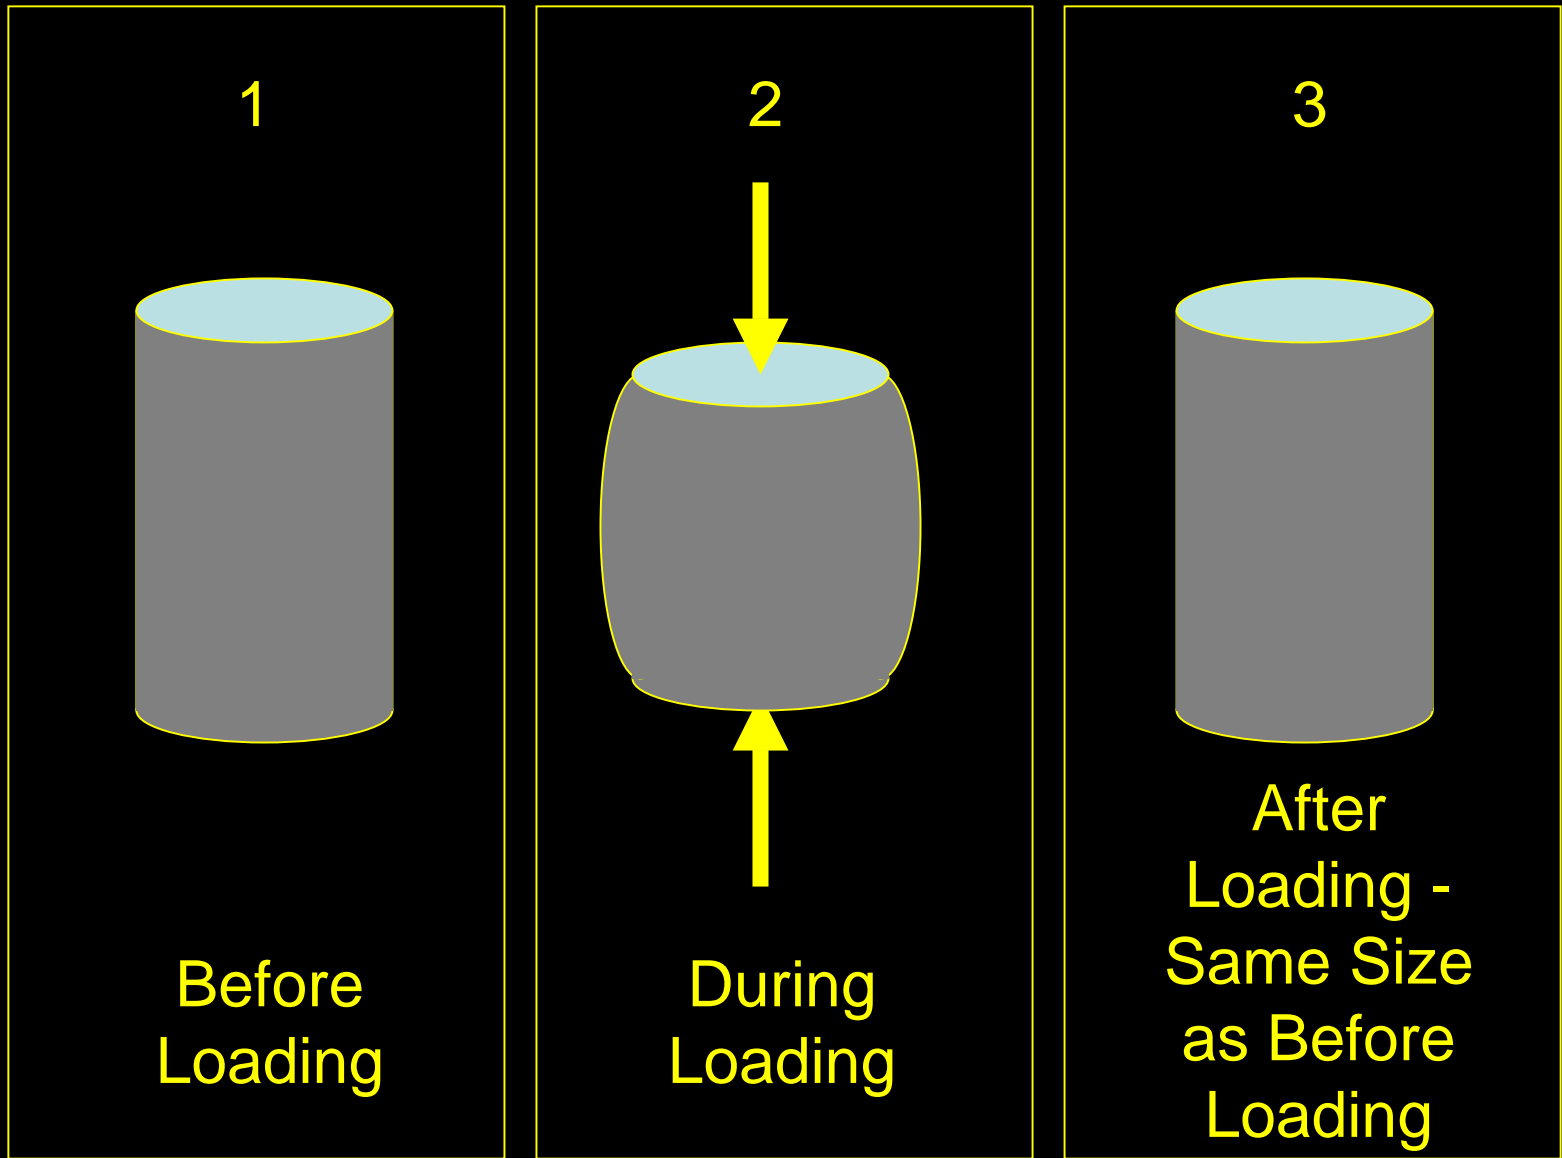 1
Before
Loading
2
During
Loading
3
After
Loading -
Same Size
as Before
Loading